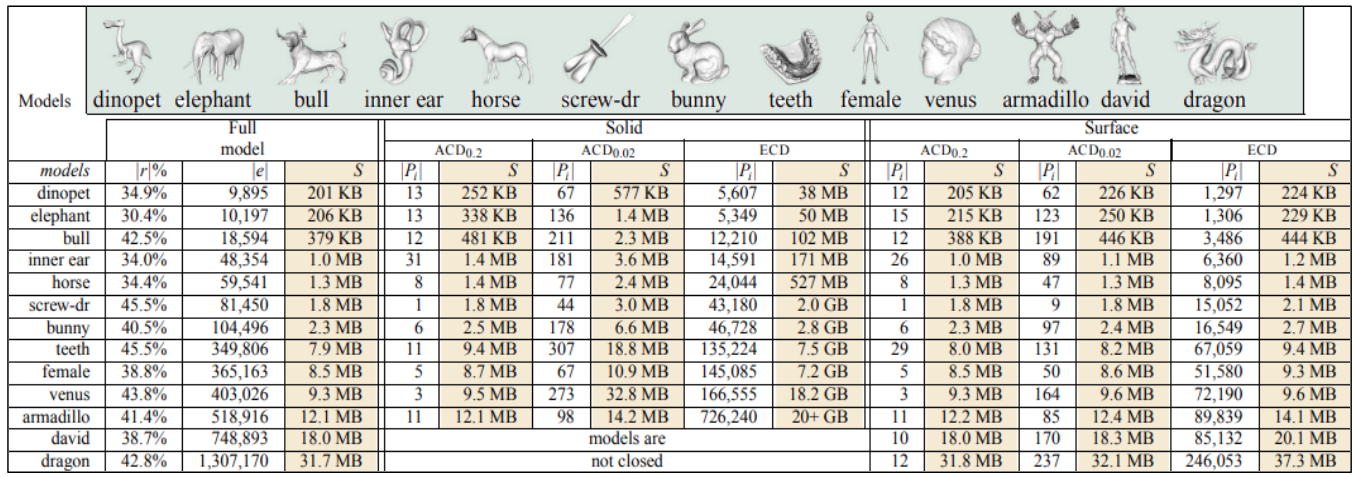 Models dinopet elephant bull inner ear horse screw-dr bunny teeth female venus armadillo david dragon
Full Solid Surface
model ACD0.2 ACD0.02 ECD ACD0.2 ACD0.02 ECD
models |r|% |e| S |Pi| S |Pi| S |Pi| S |Pi| S |Pi| S |Pi| S
dinopet 34.9% 9,895 201 KB 13 252 KB 67 577 KB 5,607 38 MB 12 205 KB 62 226 KB 1,297 224 KB
elephant 30.4% 10,197 206 KB 13 338 KB 136 1.4 MB 5,349 50 MB 15 215 KB 123 250 KB 1,306 229 KB
bull 42.5% 18,594 379 KB 12 481 KB 211 2.3 MB 12,210 102 MB 12 388 KB 191 446 KB 3,486 444 KB
inner ear 34.0% 48,354 1.0 MB 31 1.4 MB 181 3.6 MB 14,591 171 MB 26 1.0 MB 89 1.1 MB 6,360 1.2 MB
horse 34.4% 59,541 1.3 MB 8 1.4 MB 77 2.4 MB 24,044 527 MB 8 1.3 MB 47 1.3 MB 8,095 1.4 MB
screw-dr 45.5% 81,450 1.8 MB 1 1.8 MB 44 3.0 MB 43,180 2.0 GB 1 1.8 MB 9 1.8 MB 15,052 2.1 MB
bunny 40.5% 104,496 2.3 MB 6 2.5 MB 178 6.6 MB 46,728 2.8 GB 6 2.3 MB 97 2.4 MB 16,549 2.7 MB
teeth 45.5% 349,806 7.9 MB 11 9.4 MB 307 18.8 MB 135,224 7.5 GB 29 8.0 MB 131 8.2 MB 67,059 9.4 MB
female 38.8% 365,163 8.5 MB 5 8.7 MB 67 10.9 MB 145,085 7.2 GB 5 8.5 MB 50 8.6 MB 51,580 9.3 MB
venus 43.8% 403,026 9.3 MB 3 9.5 MB 273 32.8 MB 166,555 18.2 GB 3 9.3 MB 164 9.6 MB 72,190 9.6 MB
armadillo 41.4% 518,916 12.1 MB 11 12.1 MB 98 14.2 MB 726,240 20+ GB 11 12.2 MB 85 12.4 MB 89,839 14.1 MB
david 38.7% 748,893 18.0 MB models are 10 18.0 MB 170 18.3 MB 85,132 20.1 MB
dragon 42.8% 1,307,170 31.7 MB not closed 12 31.8 MB 237 32.1 MB 246,053 37.3 MB